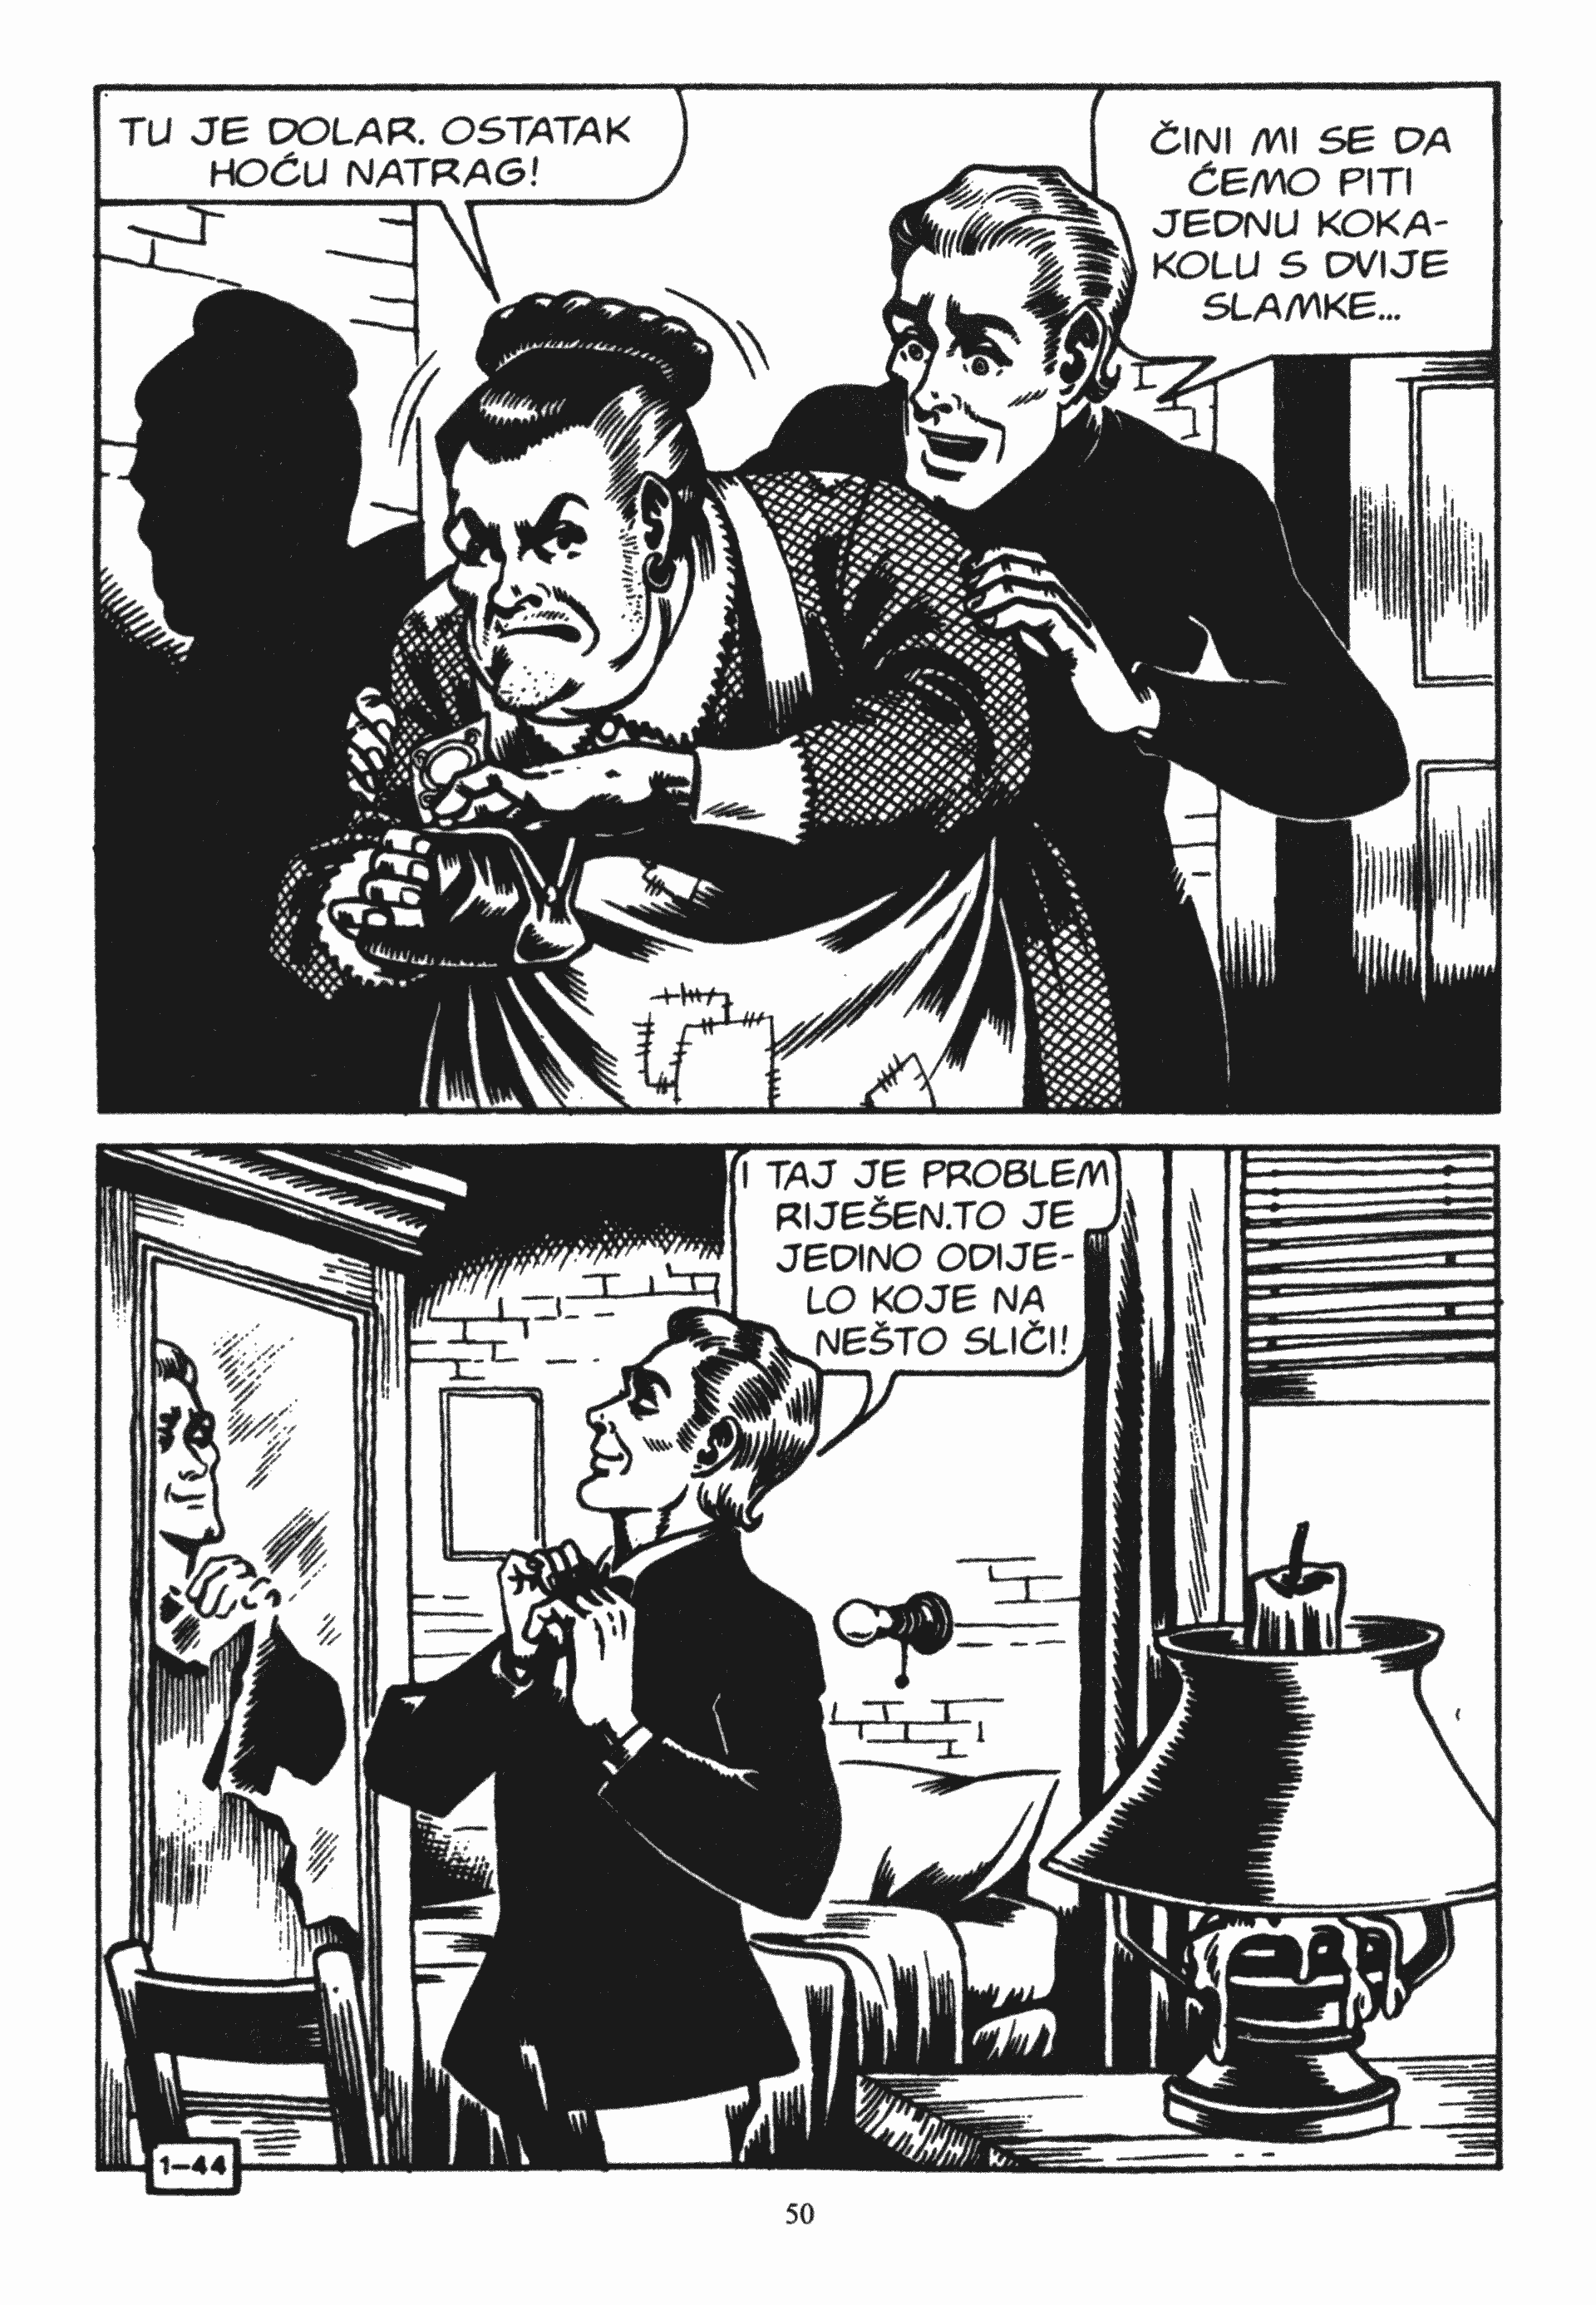 TU JE DOLAR. OSTATAK
HOĆU NATRAG!
ČINI MI SE DA
ĆEMO PITI
JEDNU KOKA-
KOLU S DVIJE
SLAMKE...
I TAJ JE PROBLEM
RIJEŠEN.TO JE
JEDINO ODIJE-
LO KOJE NA
NEŠTO SLIČI!
1-44
50